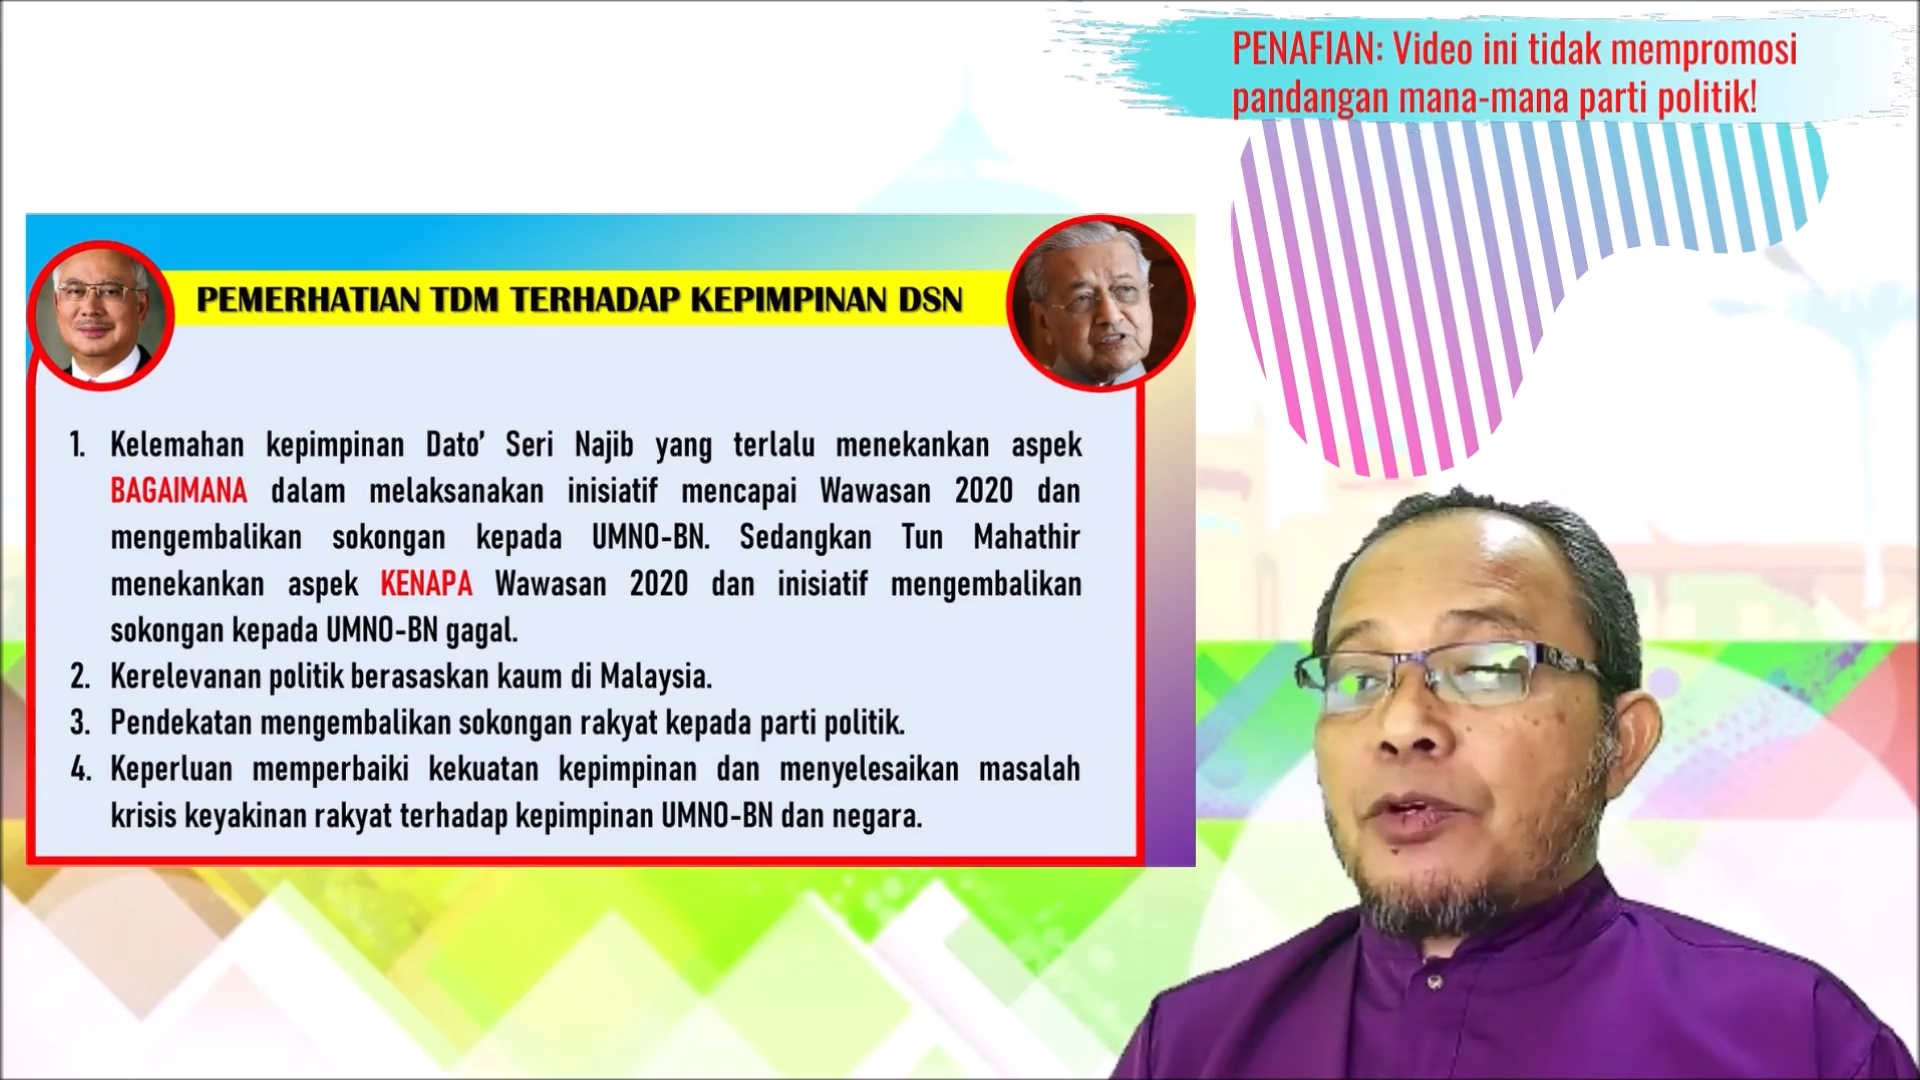 PENAFIAN: Video ini tidak mempromosi
pandangan mana-mana parti politik!
PEMERHATIAN TDM TERHADAP KEPIMPINAN DSN
1. Kelemahan kepimpinan Dato' Seri Najib yang terlalu menekankan aspek
BAGAIMANA dalam melaksanakan inisiatif mencapai Wawasan 2020 dan
mengembalikan sokongan kepada UMNO-BN. Sedangkan Tun Mahathir
menekankan aspek KENAPA Wawasan 2020 dan inisiatif mengembalikan
sokongan kepada UMNO-BN gagal.
2. Kerelevanan politik berasaskan kaum di Malaysia.
3. Pendekatan mengembalikan sokongan rakyat kepada parti politik.
4. Keperluan memperbaiki kekuatan kepimpinan dan menyelesaikan masalah
krisis keyakinan rakyat terhadap kepimpinan UMNO-BN dan negara.